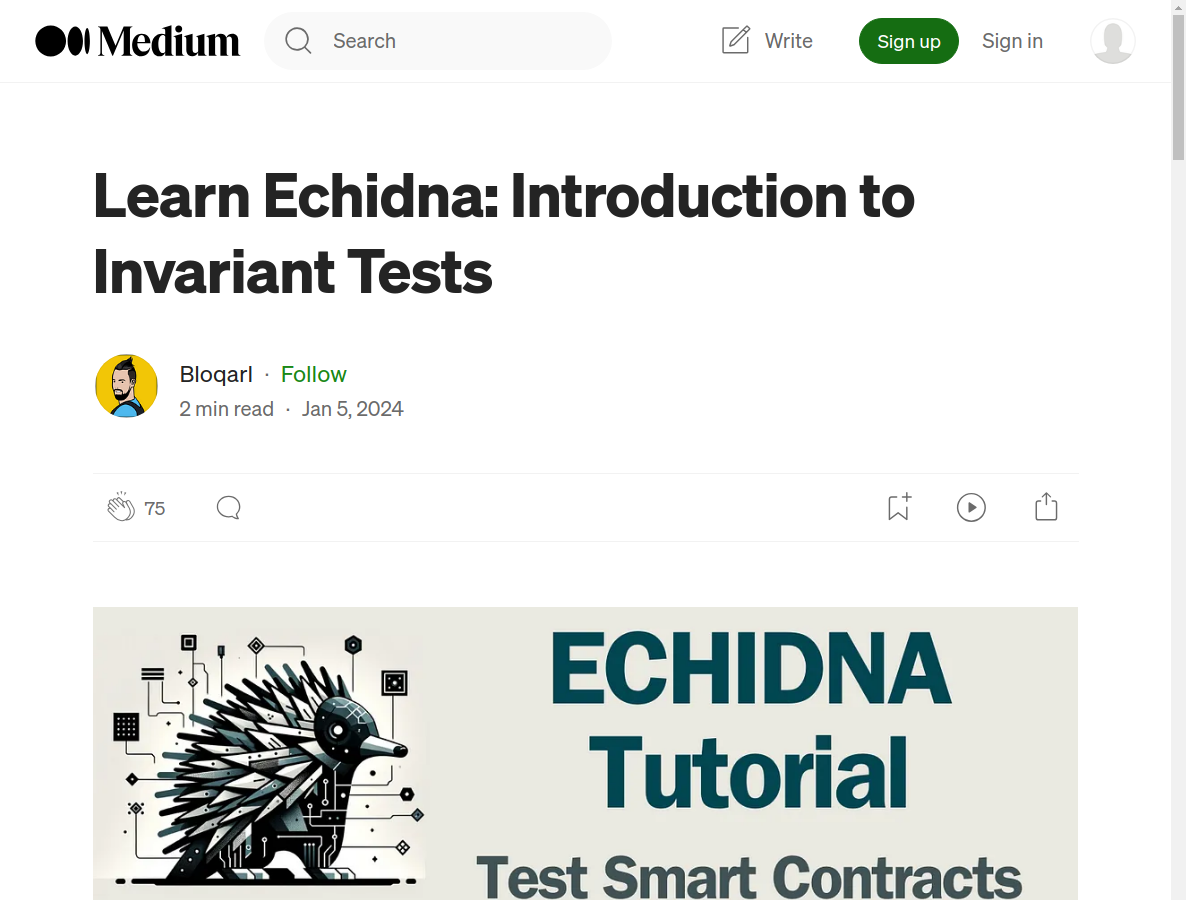 Medium
Search
Write
Sign up
Sign in
Learn Echidna: Introduction to
Invariant Tests
Bloqarl · Follow
2 min read · Jan 5, 2024
75
ECHIDNA
Tutorial
Test Smart Contracts